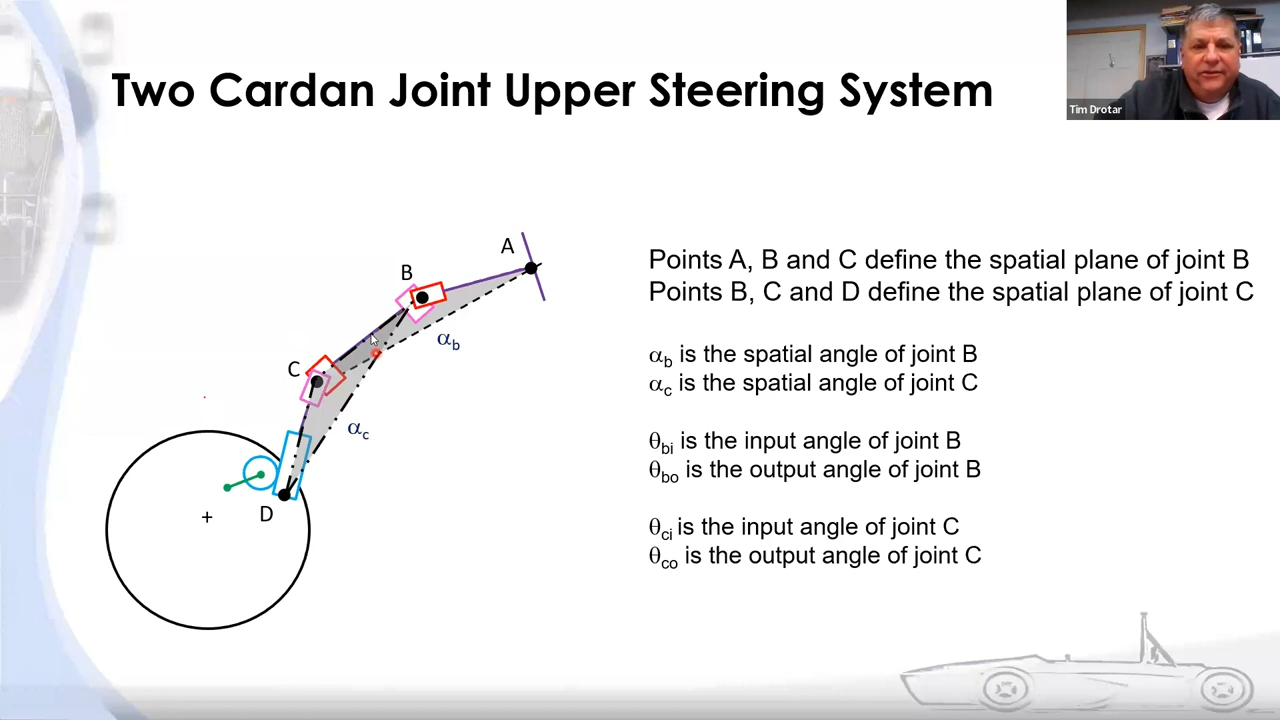 Two Cardan Joint Upper Steering System
Tim Drotar
A
B
α_b
C
α_c
D
+
Points A, B and C define the spatial plane of joint B
Points B, C and D define the spatial plane of joint C
α_b is the spatial angle of joint B
α_c is the spatial angle of joint C
θ_bi is the input angle of joint B
θ_bo is the output angle of joint B
θ_ci is the input angle of joint C
θ_co is the output angle of joint C